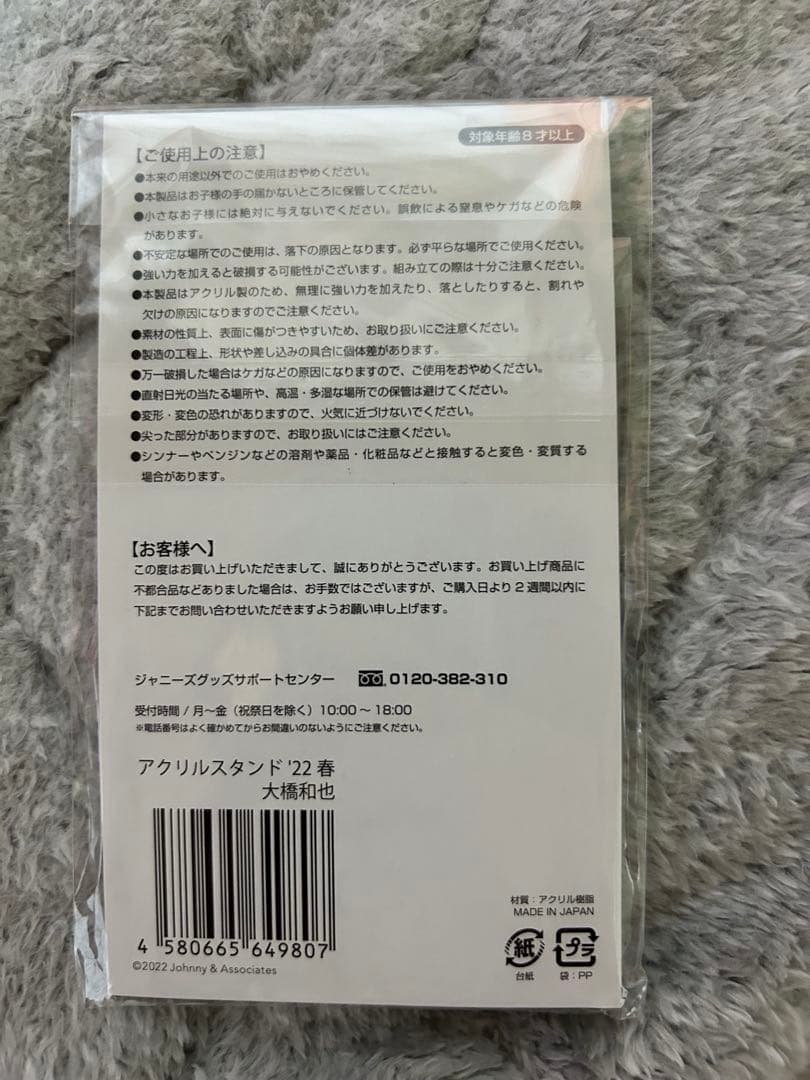 対象年齢8才以上
【ご使用上の注意】
●本来の用途以外でのご使用はおやめください。
●本製品はお子様の手の届かないところに保管してください。
●小さなお子様には絶対に与えないでください。誤飲による窒息やケガなどの危険
があります。
●不安定な場所でのご使用は、落下の原因となります。必ず平らな場所でご使用ください。
●強い力を加えると破損する可能性がございます。組み立ての際は十分ご注意ください。
●本製品はアクリル製のため、無理に強い力を加えたり、落としたりすると、割れや
欠けの原因になりますのでご注意ください。
●素材の性質上、表面に傷がつきやすいため、お取り扱いにご注意ください。
●製造の工程上、形状や差し込みの具合に個体差があります。
●万一破損した場合はケガなどの原因になりますので、ご使用をおやめください。
●直射日光の当たる場所や、高温・多湿な場所での保管は避けてください。
●変形・変色の恐れがありますので、火気に近づけないでください。
●尖った部分がありますので、お取り扱いにはご注意ください。
●シンナーやベンジンなどの溶剤や薬品・化粧品などと接触すると変色・変質する
場合があります。
【お客様へ】
この度はお買い上げいただきまして、誠にありがとうございます。お買い上げ商品に
不都合品などありました場合は、お手数ではございますが、ご購入日より2週間以内に
下記までお問い合わせいただきますようお願い申し上げます。
ジャニーズグッズサポートセンター 0120-382-310
受付時間/月～金（祝祭日を除く）10:00～18:00
※電話番号はよく確かめてからお間違いのないようにご注意ください。
アクリルスタンド'22春
大橋和也
4 580665 649807
©2022 Johnny & Associates
材質：アクリル樹脂
MADE IN JAPAN
紙 プラ
台紙 袋：PP